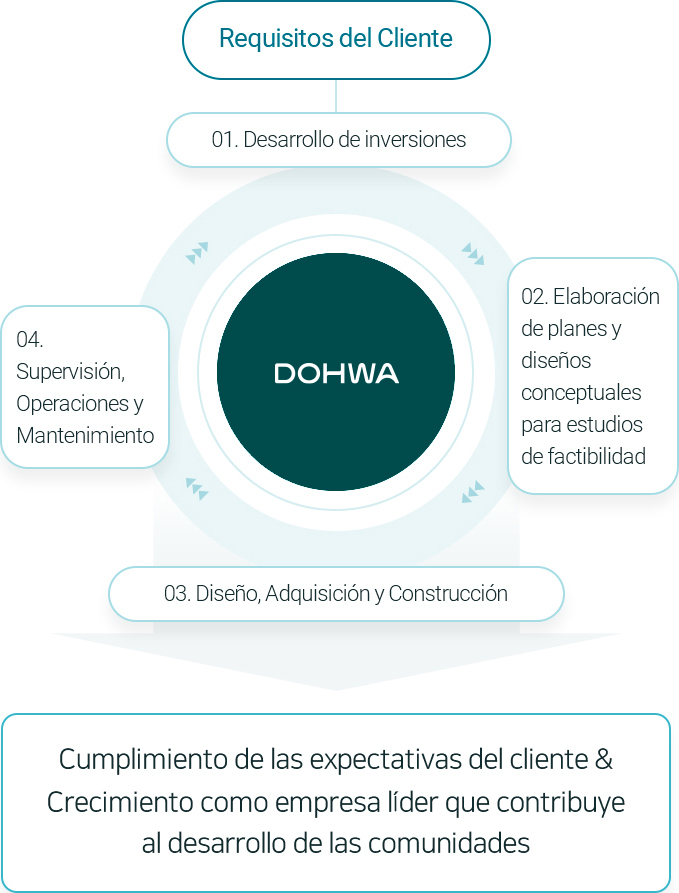 Requisitos del Cliente
01. Desarrollo de inversiones
02. Elaboración
de planes y
diseños
conceptuales
para estudios
de factibilidad
04.
Supervisión,
Operaciones y
Mantenimiento
DOHWA
03. Diseño, Adquisición y Construcción
Cumplimiento de las expectativas del cliente &
Crecimiento como empresa líder que contribuye
al desarrollo de las comunidades